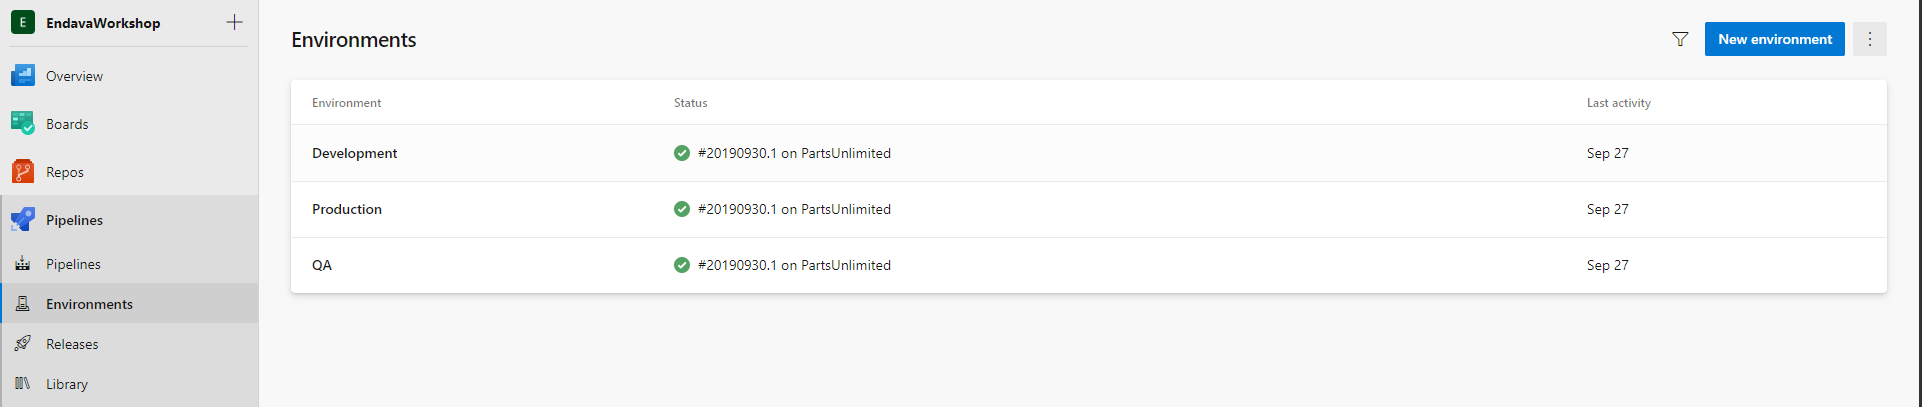 E EndavaWorkshop
Overview
Boards
Repos
Pipelines
Pipelines
Environments
Releases
Library
Environments
New environment
Environment Status Last activity
Development #20190930.1 on PartsUnlimited Sep 27
Production #20190930.1 on PartsUnlimited Sep 27
QA #20190930.1 on PartsUnlimited Sep 27